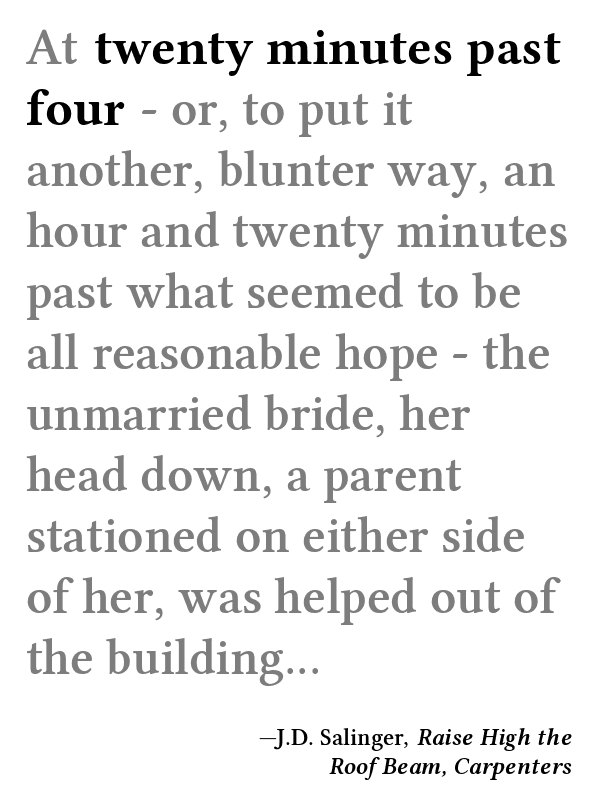 At twenty minutes past
four - or, to put it
another, blunter way, an
hour and twenty minutes
past what seemed to be
all reasonable hope - the
unmarried bride, her
head down, a parent
stationed on either side
of her, was helped out of
the building...
—J.D. Salinger, Raise High the
Roof Beam, Carpenters